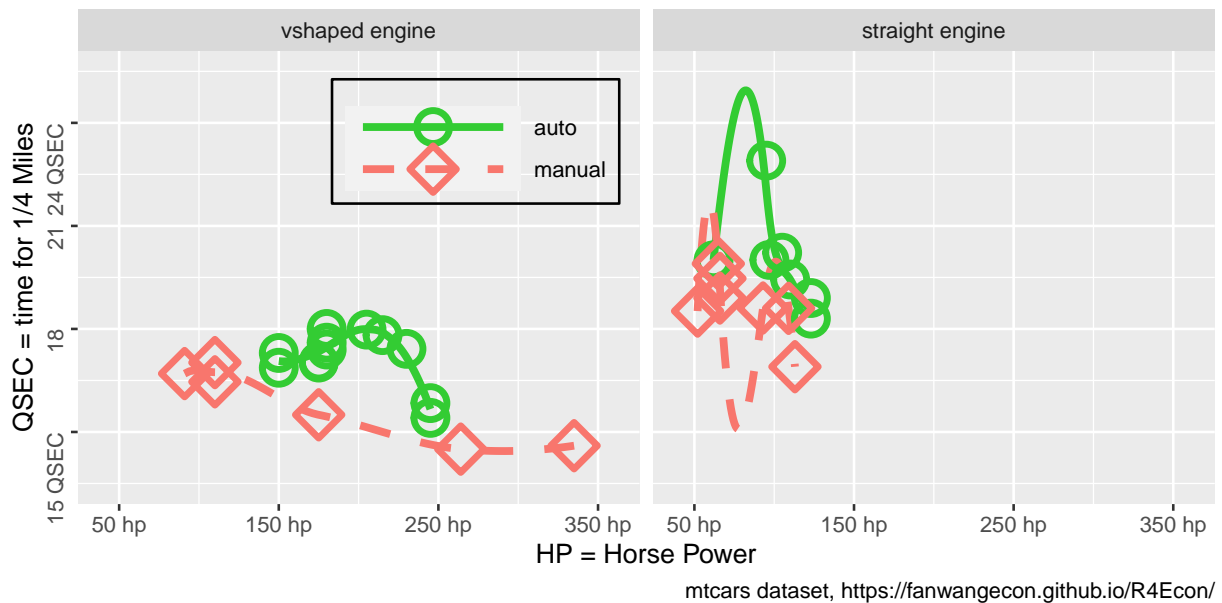 vshaped engine
straight engine
auto
manual
QSEC = time for 1/4 Miles
24 QSEC
21
18
15 QSEC
50 hp
150 hp
250 hp
350 hp
50 hp
150 hp
250 hp
350 hp
HP = Horse Power
mtcars dataset, https://fanwangecon.github.io/R4Econ/